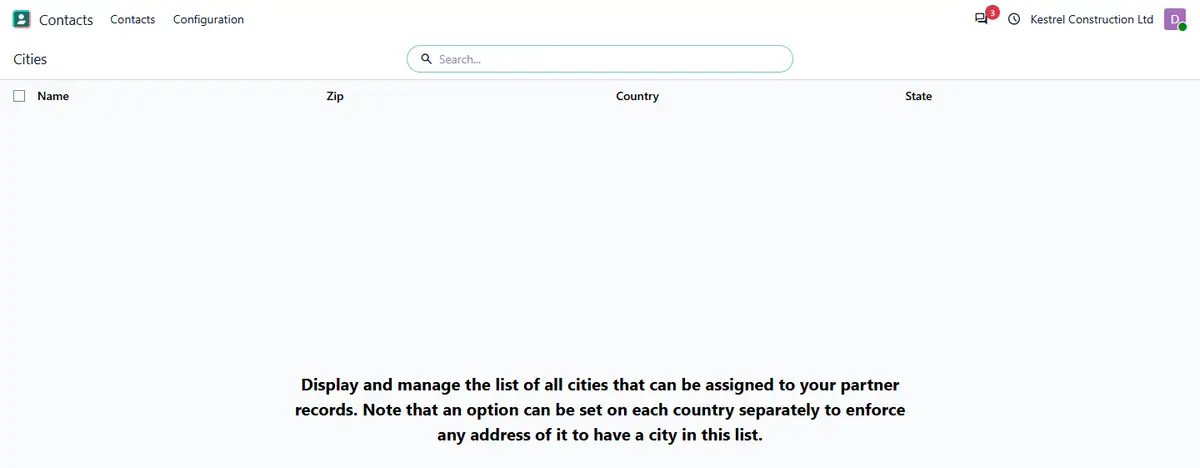 Contacts Contacts Configuration 3 Kestrel Construction Ltd D
Cities Search...
Name Zip Country State
Display and manage the list of all cities that can be assigned to your partner
records. Note that an option can be set on each country separately to enforce
any address of it to have a city in this list.